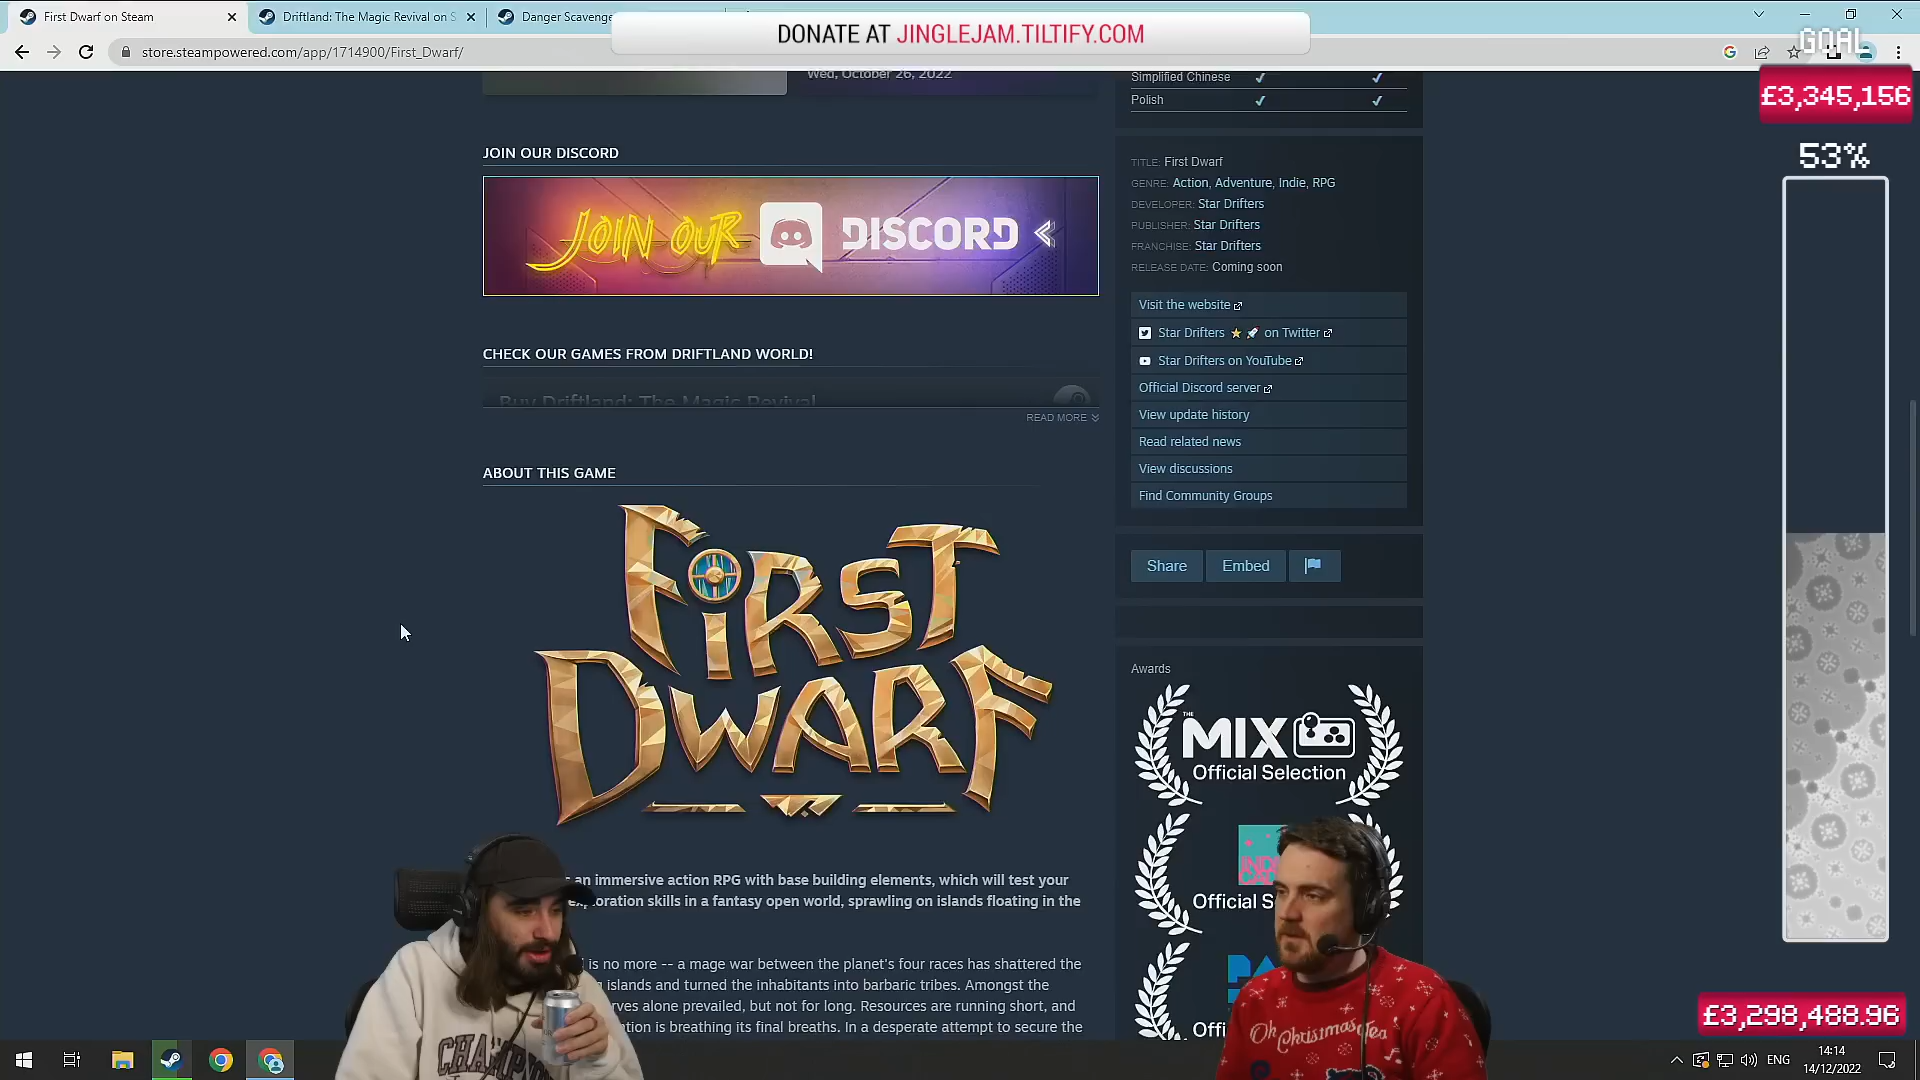 First Dwarf on Steam
Driftland: The Magic Revival on S
Danger Scavenge
DONATE AT JINGLEJAM.TILTIFY.COM
GOAL
store.steampowered.com/app/1714900/First_Dwarf/
£3,345,156
53%
Wed, October 26, 2022
Simplified Chinese ✔ ✔
Polish ✔ ✔
JOIN OUR DISCORD
JOIN OUR DISCORD
CHECK OUR GAMES FROM DRIFTLAND WORLD!
Buy Driftland: The Magic Revival
READ MORE
ABOUT THIS GAME
FIRST
DWARF
an immersive action RPG with base building elements, which will test your
exploration skills in a fantasy open world, sprawling on islands floating in the
is no more -- a mage war between the planet's four races has shattered the
islands and turned the inhabitants into barbaric tribes. Amongst the
alone prevailed, but not for long. Resources are running short, and
is breathing its final breaths. In a desperate attempt to secure the
TITLE: First Dwarf
GENRE: Action, Adventure, Indie, RPG
DEVELOPER: Star Drifters
PUBLISHER: Star Drifters
FRANCHISE: Star Drifters
RELEASE DATE: Coming soon
Visit the website
Star Drifters ⭐ 🚀 on Twitter
Star Drifters on YouTube
Official Discord server
View update history
Read related news
View discussions
Find Community Groups
Share Embed
Awards
THE
MIX
Official Selection
Official
CHAMPION
Oh Christmas Tea
£3,298,488.96
ENG
14:14
14/12/2022